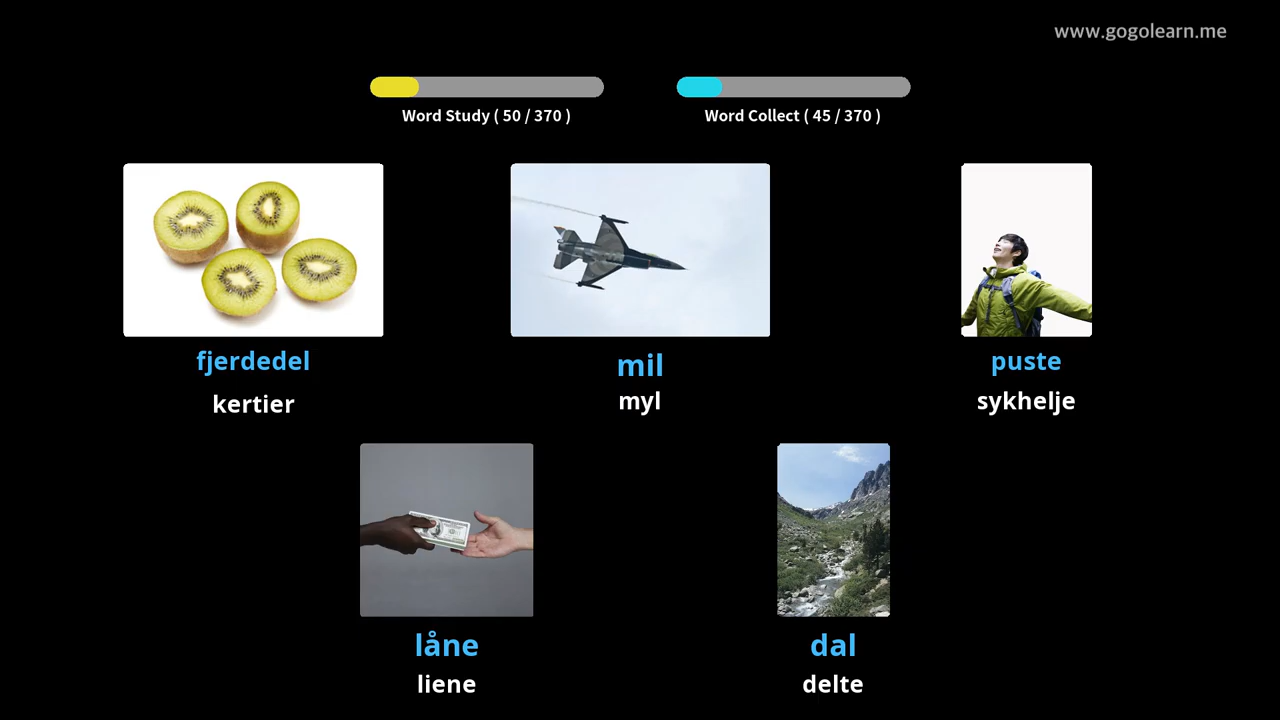 www.gogolearn.me
Word Study ( 50 / 370 )
Word Collect ( 45 / 370 )
fjerdedel
kertier
mil
myl
puste
sykhelje
låne
liene
dal
delte